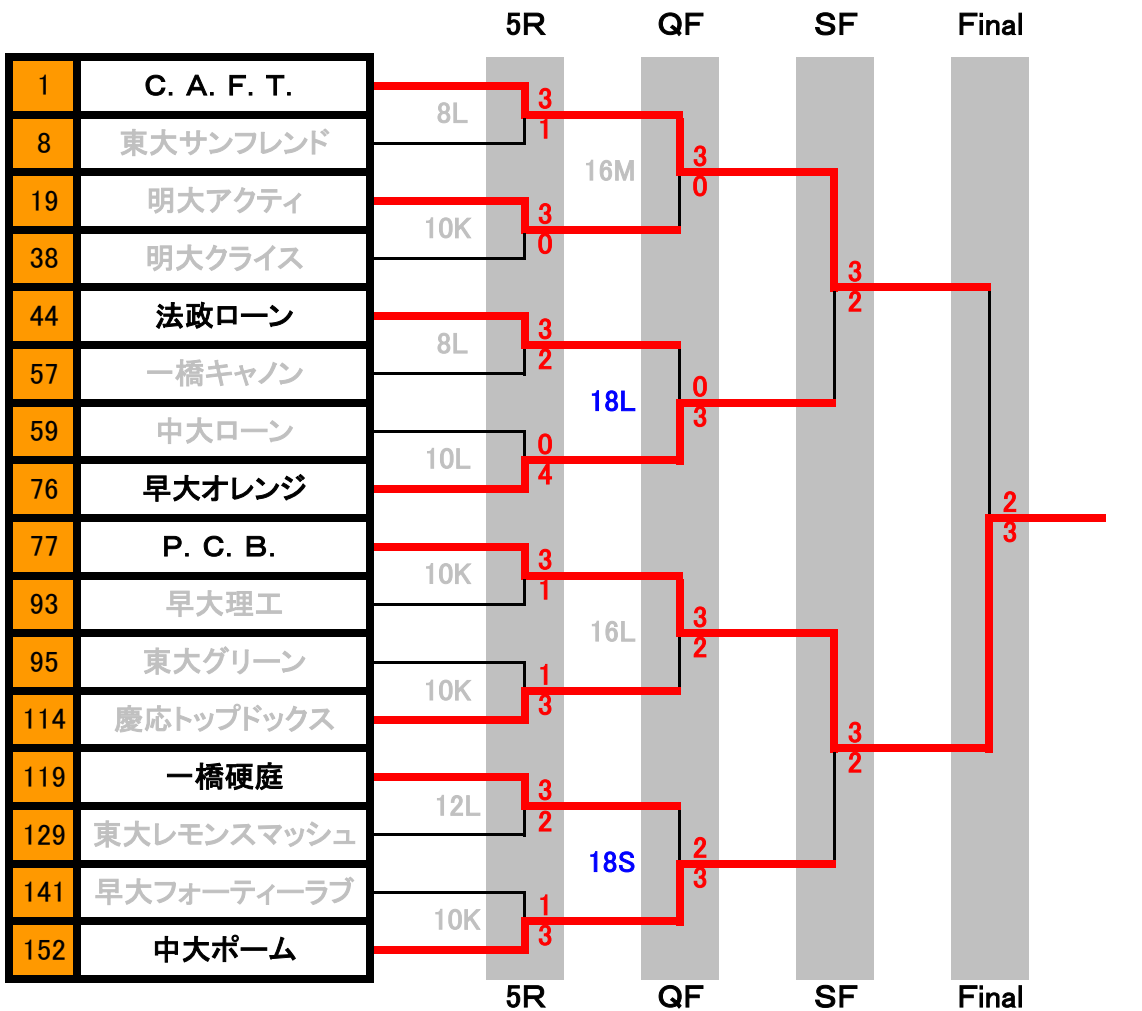 5R QF SF Final
1 C. A. F. T.
3
8L
1
8 東大サンフレンド
3
16M
0
19 明大アクティ
3
10K
0
38 明大クライス
3
2
44 法政ローン
3
8L
2
57 一橋キャノン
0
18L
3
59 中大ローン
0
10L
4
76 早大オレンジ
2
3
77 P. C. B.
3
10K
1
93 早大理工
3
16L
2
95 東大グリーン
1
10K
3
114 慶応トップドックス
3
2
119 一橋硬庭
3
12L
2
129 東大レモンスマッシュ
2
18S
3
141 早大フォーティーラブ
1
10K
3
152 中大ポーム
5R QF SF Final